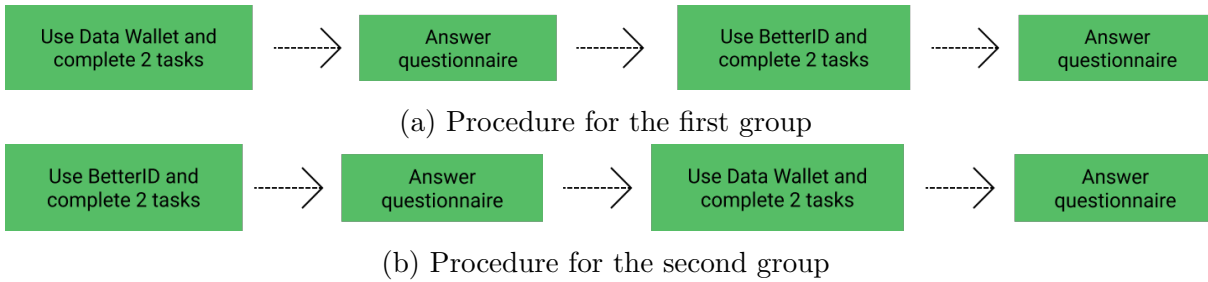 Use Data Wallet and
complete 2 tasks
Answer
questionnaire
Use BetterID and
complete 2 tasks
Answer
questionnaire
(a) Procedure for the first group
Use BetterID and
complete 2 tasks
Answer
questionnaire
Use Data Wallet and
complete 2 tasks
Answer
questionnaire
(b) Procedure for the second group